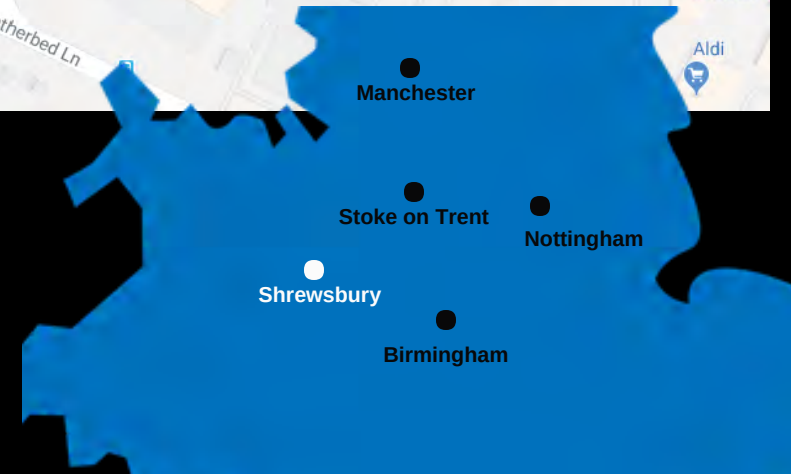 therbed Ln
Aldi
Manchester
Stoke on Trent
Nottingham
Shrewsbury
Birmingham